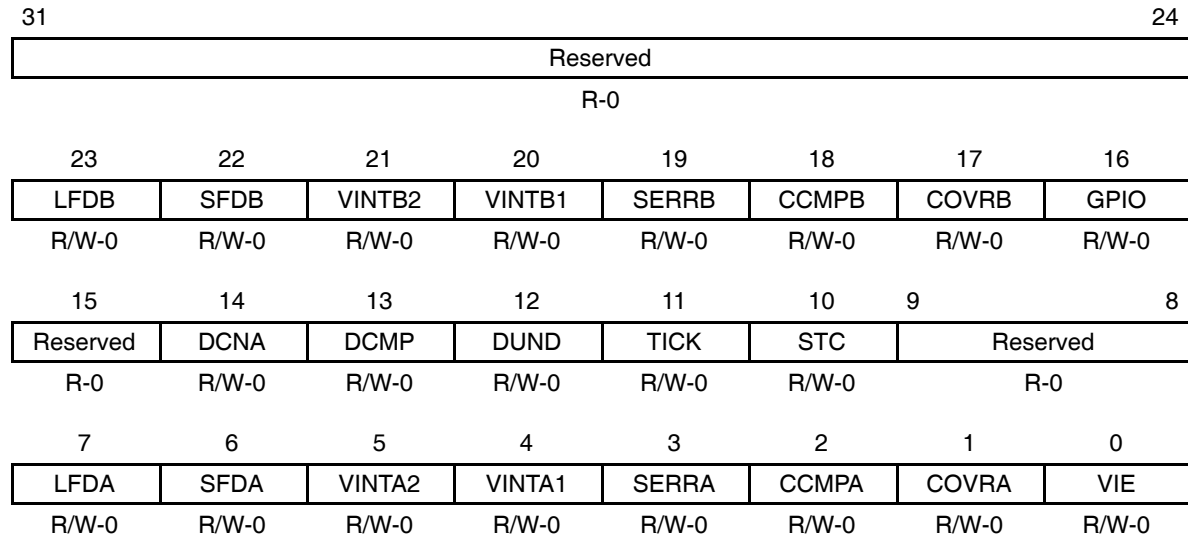 31 24
Reserved
R-0
23 22 21 20 19 18 17 16
LFDB SFDB VINTB2 VINTB1 SERRB CCMPB COVRB GPIO
R/W-0 R/W-0 R/W-0 R/W-0 R/W-0 R/W-0 R/W-0 R/W-0
15 14 13 12 11 10 9 8
Reserved DCNA DCMP DUND TICK STC Reserved
R-0 R/W-0 R/W-0 R/W-0 R/W-0 R/W-0 R-0
7 6 5 4 3 2 1 0
LFDA SFDA VINTA2 VINTA1 SERRA CCMPA COVRA VIE
R/W-0 R/W-0 R/W-0 R/W-0 R/W-0 R/W-0 R/W-0 R/W-0